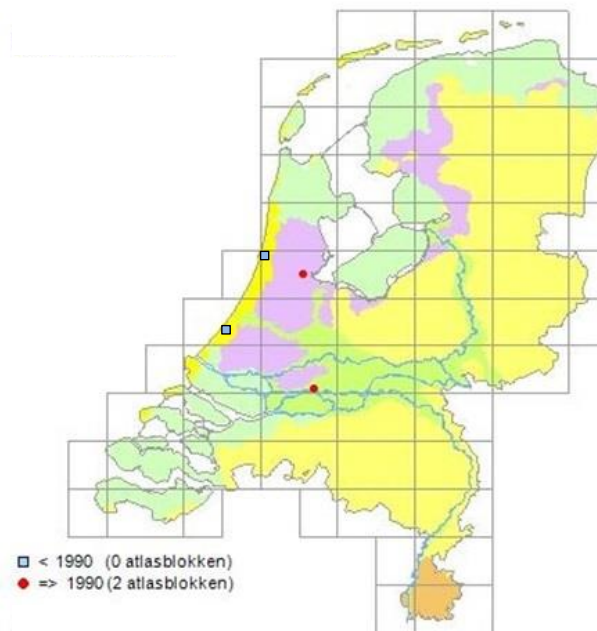 < 1990 (0 atlasblokken)
=> 1990 (2 atlasblokken)